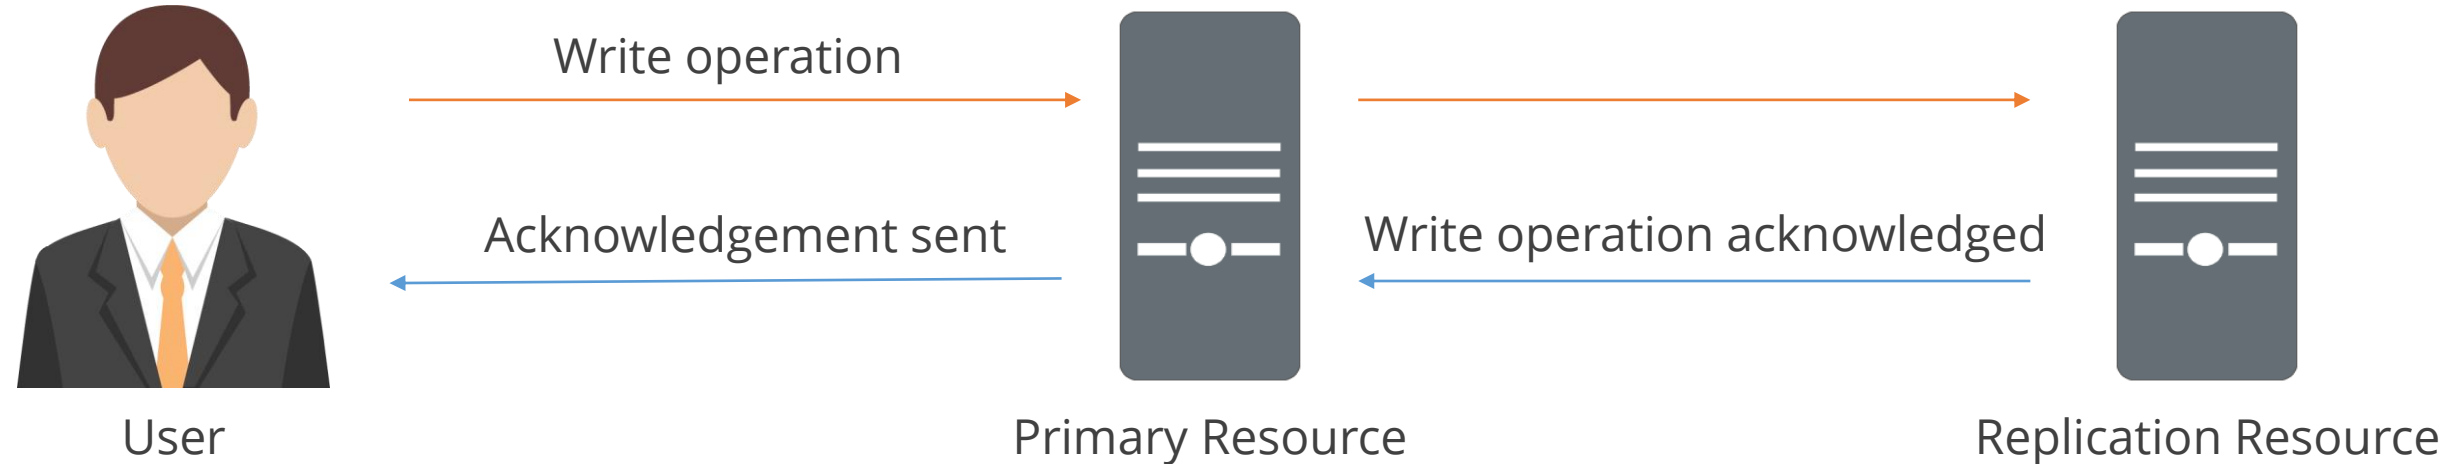 Write operation
Acknowledgement sent
Write operation acknowledged
User
Primary Resource
Replication Resource